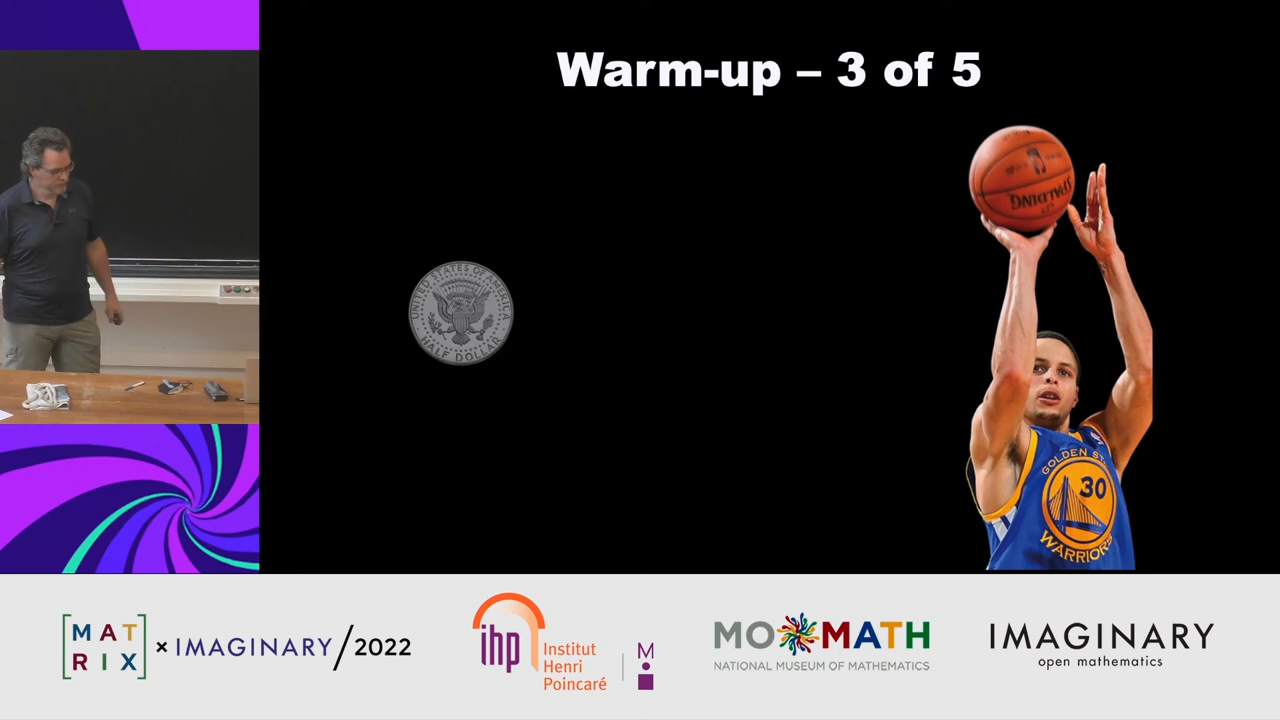 Warm-up – 3 of 5
SPALDING
UNITED STATES OF AMERICA
HALF DOLLAR
GOLDEN ST
30
WARRIORS
MAT
RIX
× IMAGINARY / 2022
ihp
Institut
Henri
Poincaré
M
MOMATH
NATIONAL MUSEUM OF MATHEMATICS
IMAGINARY
open mathematics